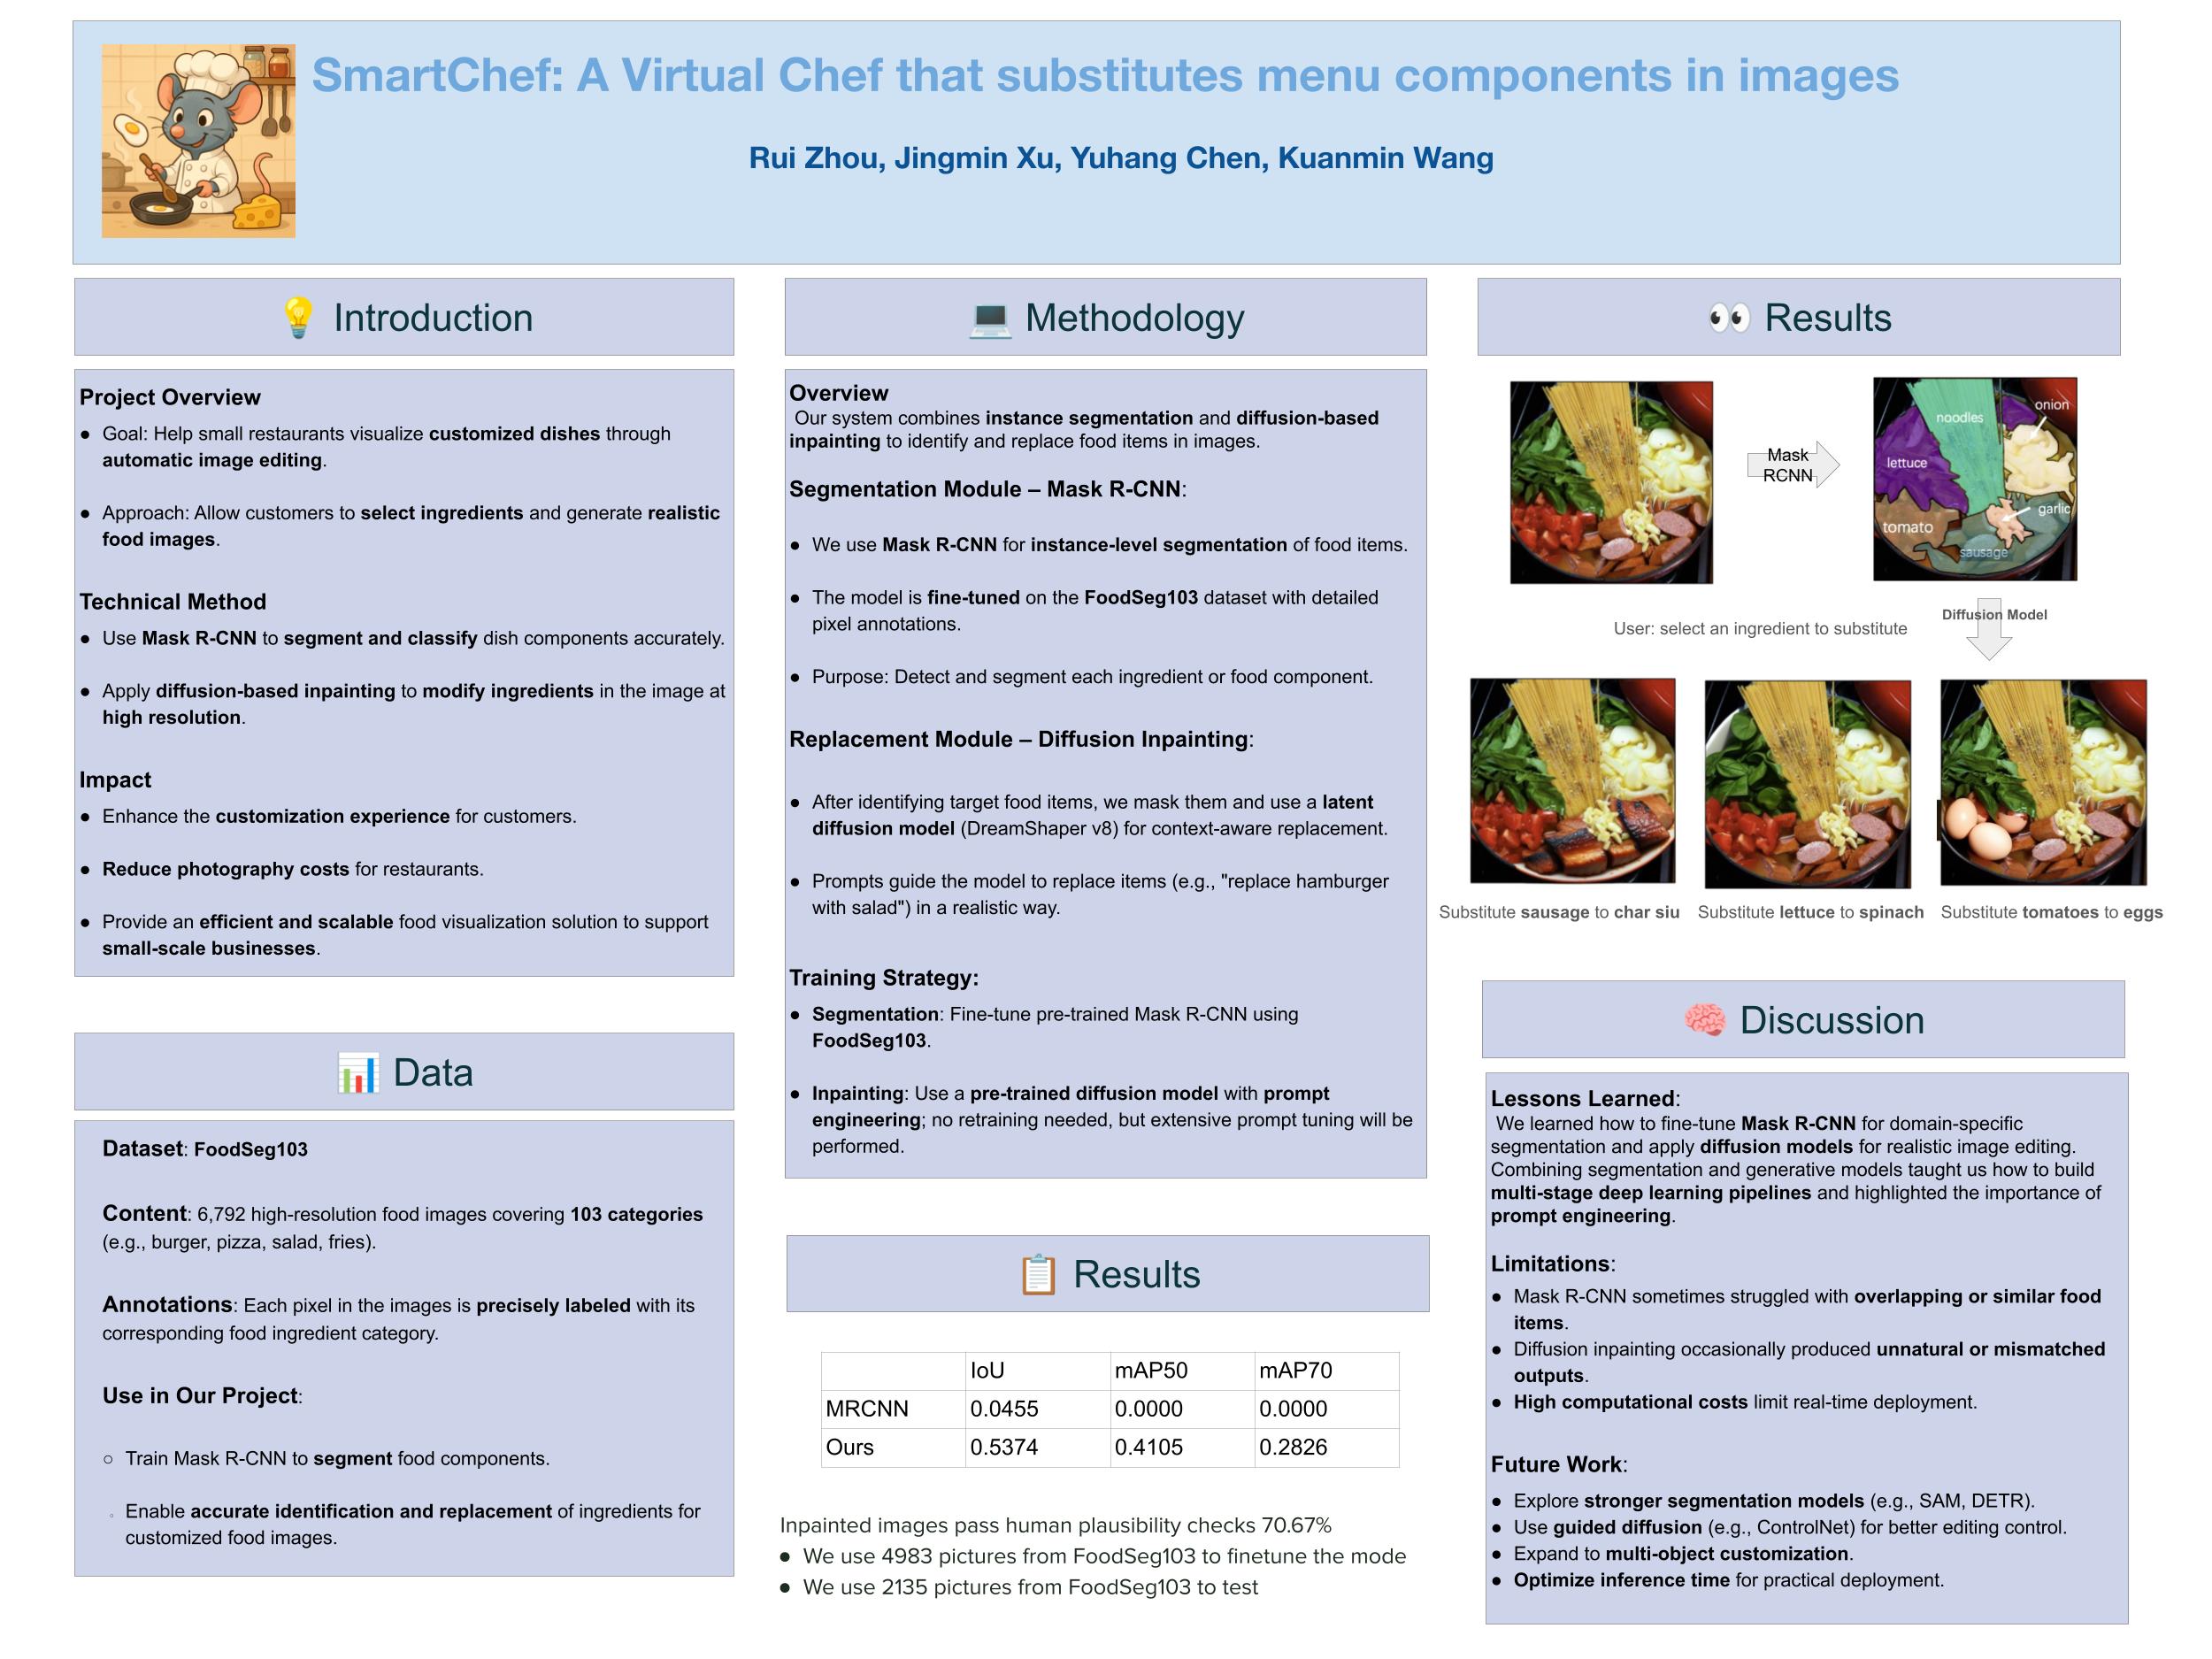 SmartChef: A Virtual Chef that substitutes menu components in images
Rui Zhou, Jingmin Xu, Yuhang Chen, Kuanmin Wang
💡 Introduction
Project Overview
● Goal: Help small restaurants visualize customized dishes through
automatic image editing.
● Approach: Allow customers to select ingredients and generate realistic
food images.
Technical Method
● Use Mask R-CNN to segment and classify dish components accurately.
● Apply diffusion-based inpainting to modify ingredients in the image at
high resolution.
Impact
● Enhance the customization experience for customers.
● Reduce photography costs for restaurants.
● Provide an efficient and scalable food visualization solution to support
small-scale businesses.
📊 Data
Dataset: FoodSeg103
Content: 6,792 high-resolution food images covering 103 categories
(e.g., burger, pizza, salad, fries).
Annotations: Each pixel in the images is precisely labeled with its
corresponding food ingredient category.
Use in Our Project:
○ Train Mask R-CNN to segment food components.
○ Enable accurate identification and replacement of ingredients for
customized food images.
💻 Methodology
Overview
Our system combines instance segmentation and diffusion-based
inpainting to identify and replace food items in images.
Segmentation Module – Mask R-CNN:
● We use Mask R-CNN for instance-level segmentation of food items.
● The model is fine-tuned on the FoodSeg103 dataset with detailed
pixel annotations.
● Purpose: Detect and segment each ingredient or food component.
Replacement Module – Diffusion Inpainting:
● After identifying target food items, we mask them and use a latent
diffusion model (DreamShaper v8) for context-aware replacement.
● Prompts guide the model to replace items (e.g., "replace hamburger
with salad") in a realistic way.
Training Strategy:
● Segmentation: Fine-tune pre-trained Mask R-CNN using
FoodSeg103.
● Inpainting: Use a pre-trained diffusion model with prompt
engineering; no retraining needed, but extensive prompt tuning will be
performed.
📋 Results
IoU mAP50 mAP70
MRCNN 0.0455 0.0000 0.0000
Ours 0.5374 0.4105 0.2826
Inpainted images pass human plausibility checks 70.67%
● We use 4983 pictures from FoodSeg103 to finetune the mode
● We use 2135 pictures from FoodSeg103 to test
👀 Results
Mask
RCNN
noodles
onion
lettuce
garlic
tomato
sausage
Diffusion Model
User: select an ingredient to substitute
Substitute sausage to char siu
Substitute lettuce to spinach
Substitute tomatoes to eggs
🧠 Discussion
Lessons Learned:
We learned how to fine-tune Mask R-CNN for domain-specific
segmentation and apply diffusion models for realistic image editing.
Combining segmentation and generative models taught us how to build
multi-stage deep learning pipelines and highlighted the importance of
prompt engineering.
Limitations:
● Mask R-CNN sometimes struggled with overlapping or similar food
items.
● Diffusion inpainting occasionally produced unnatural or mismatched
outputs.
● High computational costs limit real-time deployment.
Future Work:
● Explore stronger segmentation models (e.g., SAM, DETR).
● Use guided diffusion (e.g., ControlNet) for better editing control.
● Expand to multi-object customization.
● Optimize inference time for practical deployment.